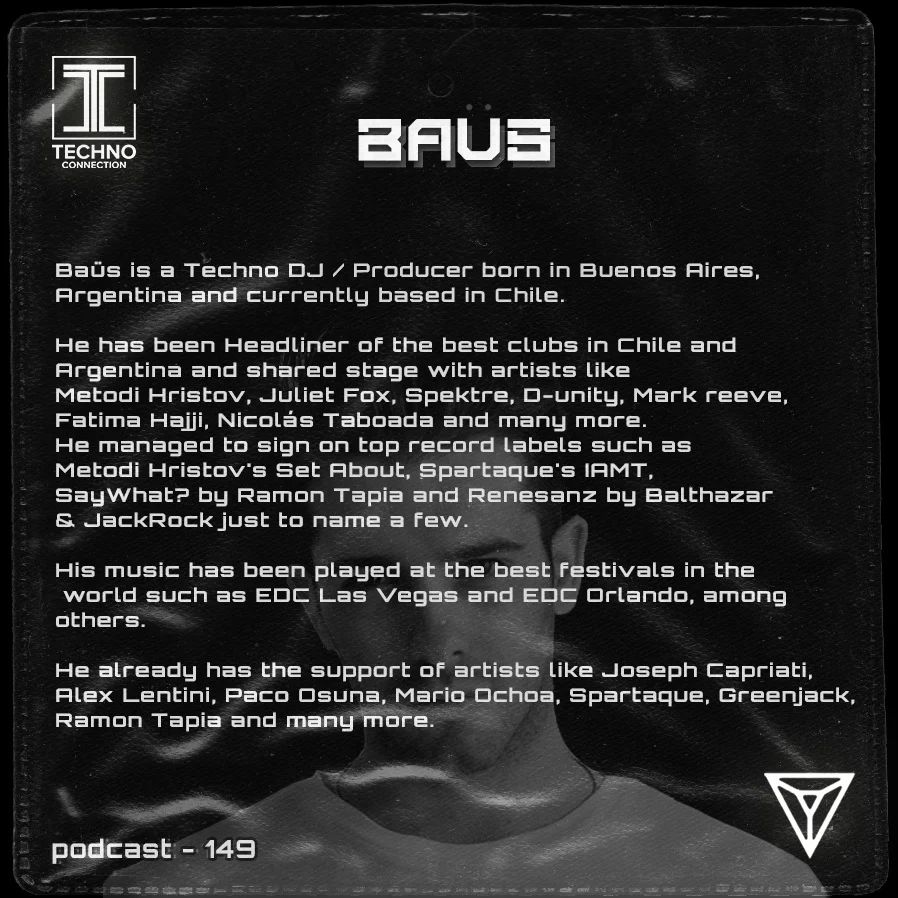 TECHNO
CONNECTION
BAÜS
Baüs is a Techno DJ / Producer born in Buenos Aires,
Argentina and currently based in Chile.
He has been Headliner of the best clubs in Chile and
Argentina and shared stage with artists like
Metodi Hristov, Juliet Fox, Spektre, D-unity, Mark reeve,
Fatima Hajji, Nicolás Taboada and many more.
He managed to sign on top record labels such as
Metodi Hristov's Set About, Spartaque's IAMT,
SayWhat? by Ramon Tapia and Renesanz by Balthazar
& JackRock just to name a few.
His music has been played at the best festivals in the
world such as EDC Las Vegas and EDC Orlando, among
others.
He already has the support of artists like Joseph Capriati,
Alex Lentini, Paco Osuna, Mario Ochoa, Spartaque, Greenjack,
Ramon Tapia and many more.
podcast - 149